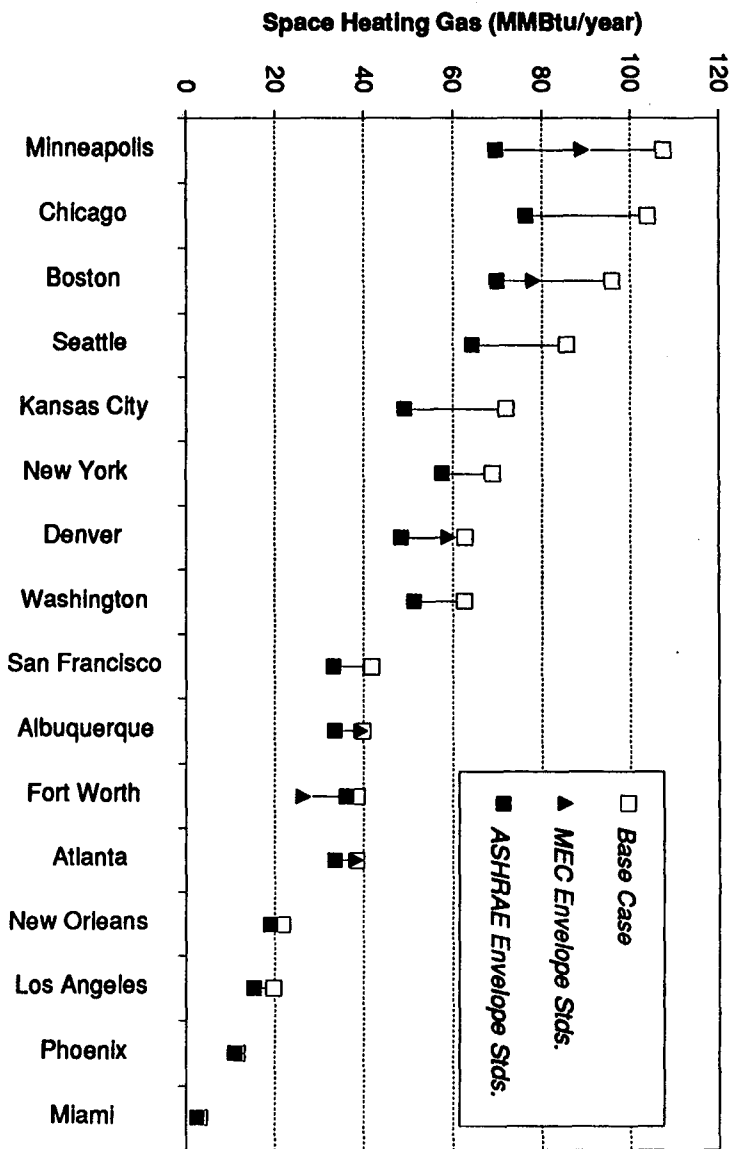 Space Heating Gas (MMBtu/year)
0
20
40
60
80
100
120
Minneapolis
Chicago
Boston
Seattle
Kansas City
New York
Denver
Washington
San Francisco
Albuquerque
Fort Worth
Atlanta
New Orleans
Los Angeles
Phoenix
Miami
Base Case
MEC Envelope Stds.
ASHRAE Envelope Stds.